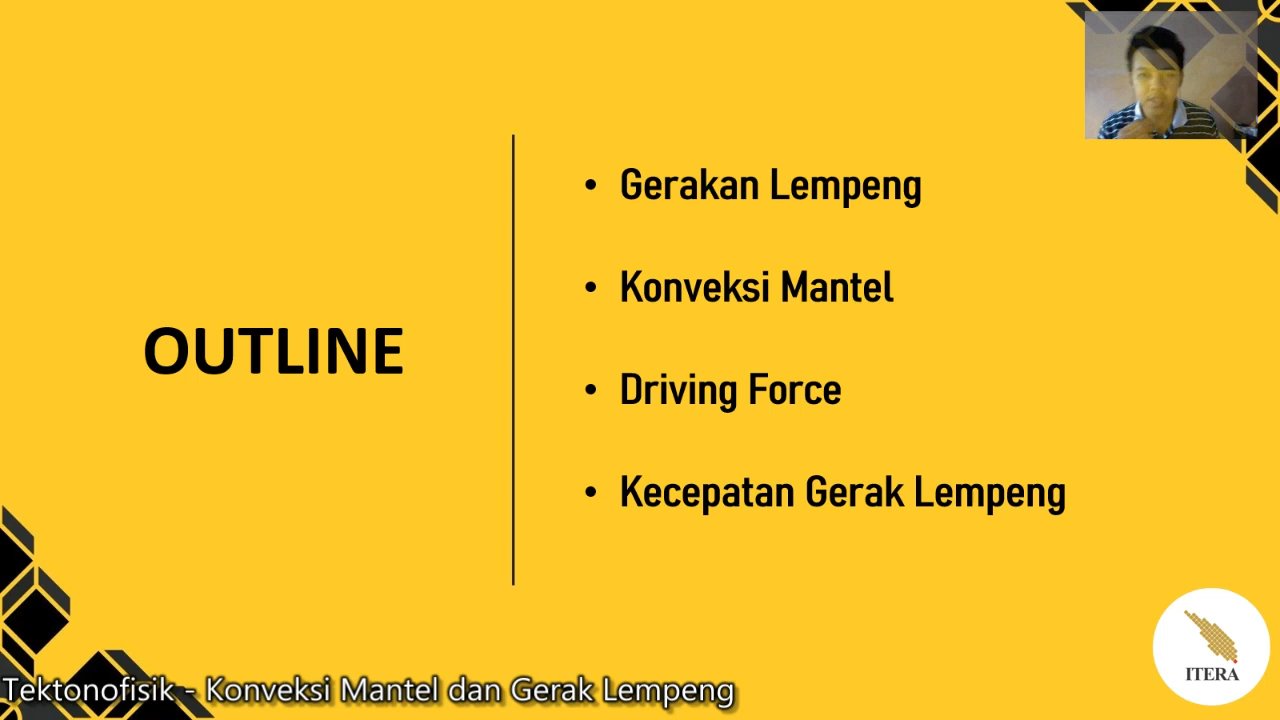 OUTLINE
• Gerakan Lempeng
• Konveksi Mantel
• Driving Force
• Kecepatan Gerak Lempeng
ITERA
Tektonofisik - Konveksi Mantel dan Gerak Lempeng